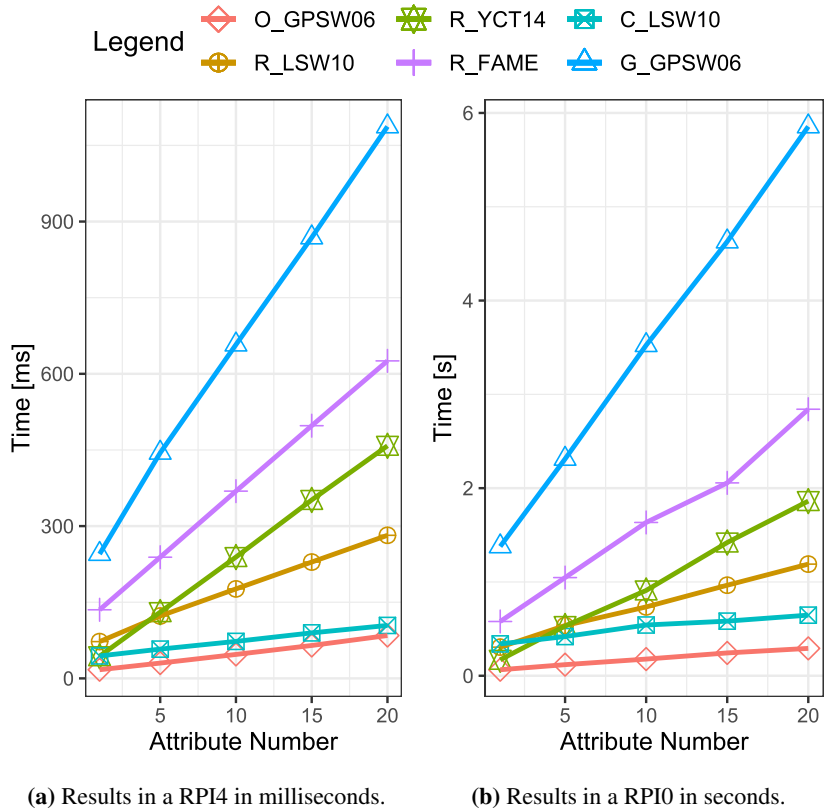 Legend
O_GPSW06 R_YCT14 C_LSW10
R_LSW10 R_FAME G_GPSW06
Time [ms]
900
600
300
0
5 10 15 20
Attribute Number
Time [s]
6
4
2
0
5 10 15 20
Attribute Number
(a) Results in a RPI4 in milliseconds.
(b) Results in a RPI0 in seconds.